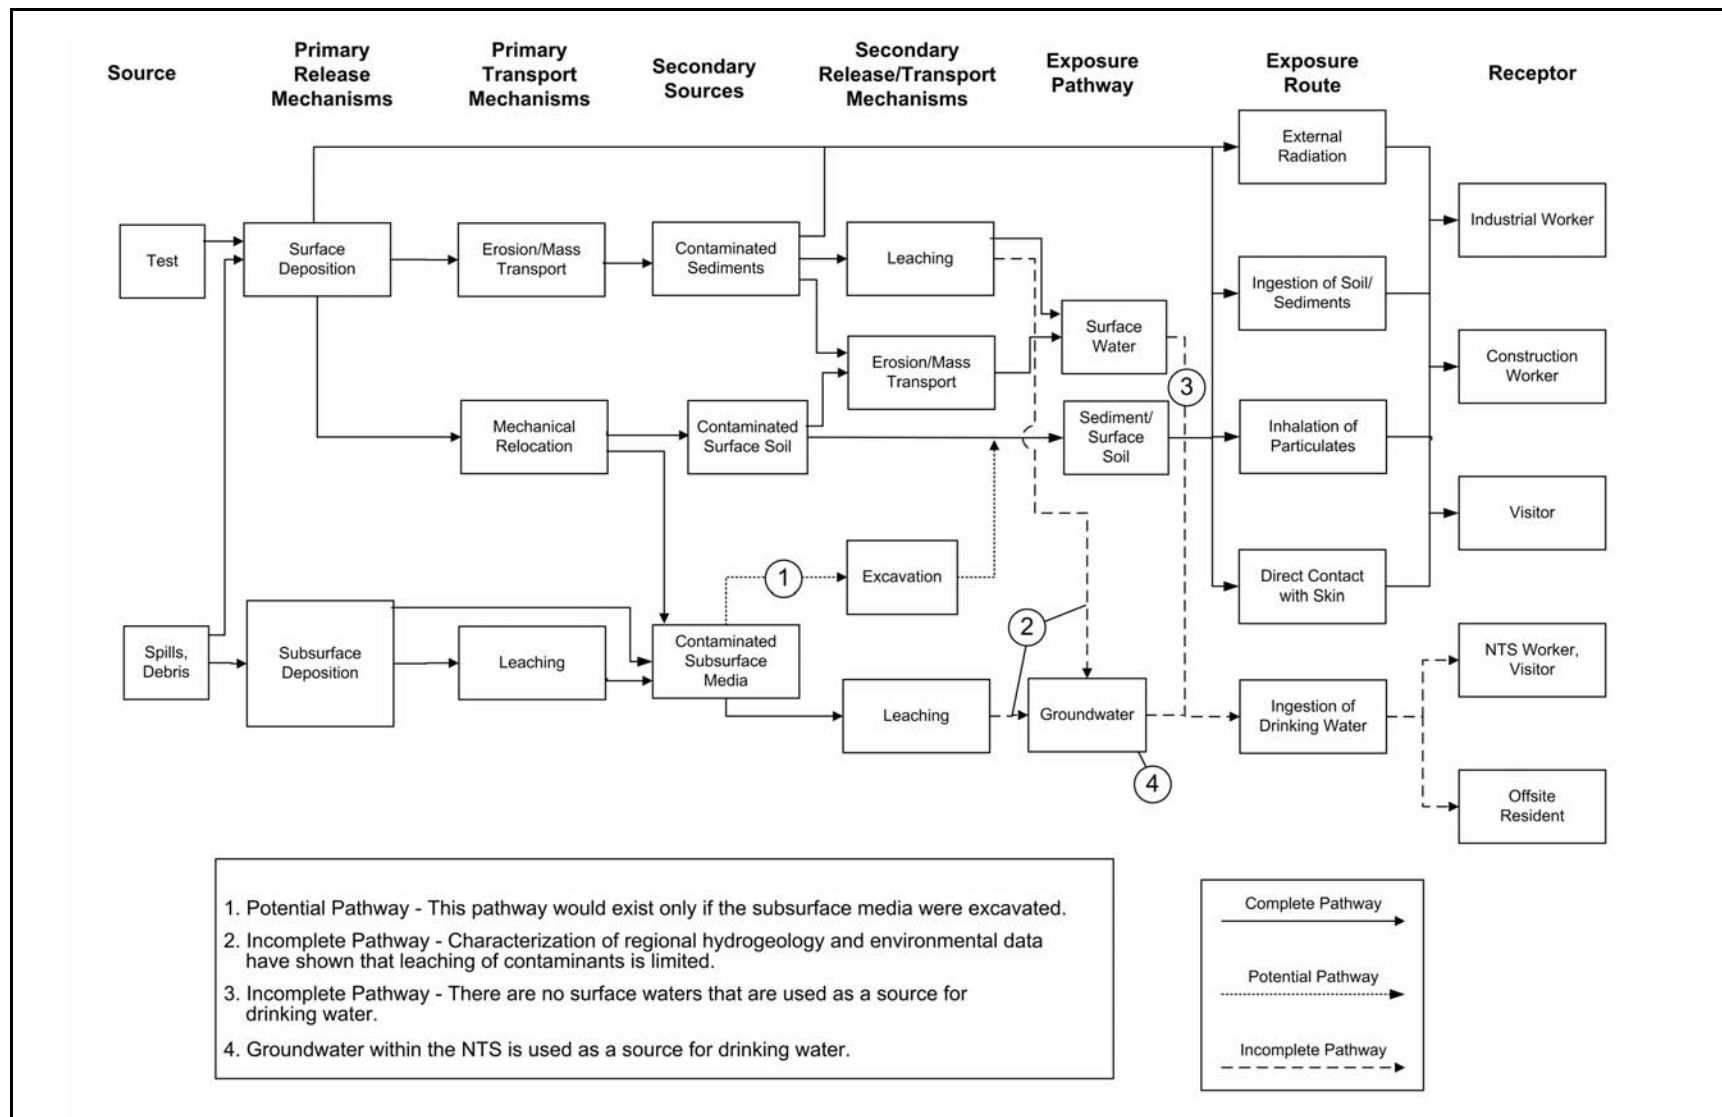 Source
Primary
Release
Mechanisms
Primary
Transport
Mechanisms
Secondary
Sources
Secondary
Release/Transport
Mechanisms
Exposure
Pathway
Exposure
Route
Receptor
External
Radiation
Industrial Worker
Test
Surface
Deposition
Erosion/Mass
Transport
Contaminated
Sediments
Leaching
Ingestion of Soil/
Sediments
Surface
Water
Erosion/Mass
Transport
Construction
Worker
3
Mechanical
Relocation
Contaminated
Surface Soil
Sediment/
Surface
Soil
Inhalation of
Particulates
Visitor
1
Excavation
Direct Contact
with Skin
2
Spills,
Debris
Subsurface
Deposition
Leaching
Contaminated
Subsurface
Media
NTS Worker,
Visitor
Leaching
Groundwater
Ingestion of
Drinking Water
4
Offsite
Resident
1. Potential Pathway - This pathway would exist only if the subsurface media were excavated.
2. Incomplete Pathway - Characterization of regional hydrogeology and environmental data
have shown that leaching of contaminants is limited.
3. Incomplete Pathway - There are no surface waters that are used as a source for
drinking water.
4. Groundwater within the NTS is used as a source for drinking water.
Complete Pathway
Potential Pathway
Incomplete Pathway